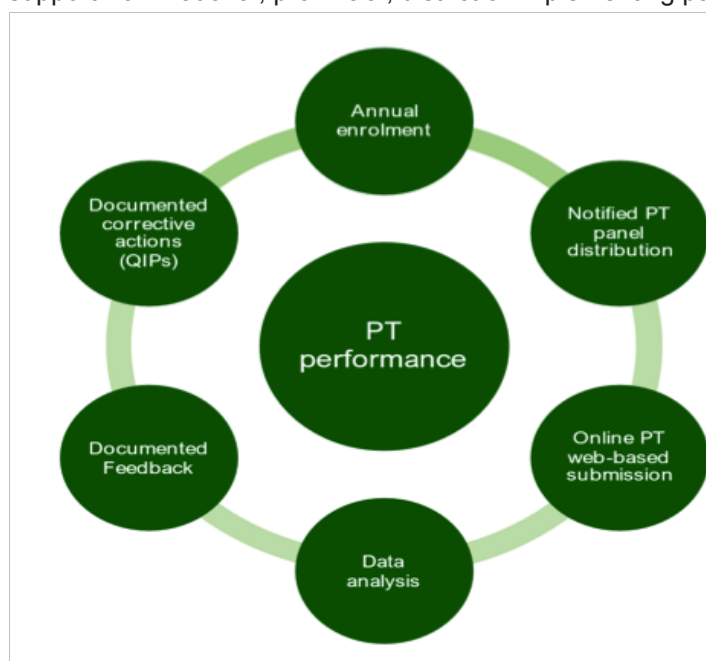 Annual
enrolment
Notified PT
panel
distribution
Online PT
web-based
submission
Data
analysis
Documented
Feedback
Documented
corrective
actions
(QIPs)
PT
performance